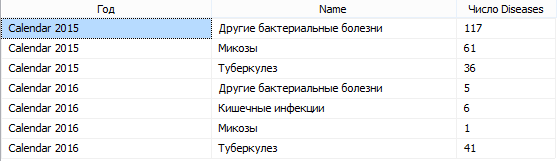 Год Name Число Diseases
Calendar 2015 Другие бактериальные болезни 117
Calendar 2015 Микозы 61
Calendar 2015 Туберкулез 36
Calendar 2016 Другие бактериальные болезни 5
Calendar 2016 Кишечные инфекции 6
Calendar 2016 Микозы 1
Calendar 2016 Туберкулез 41